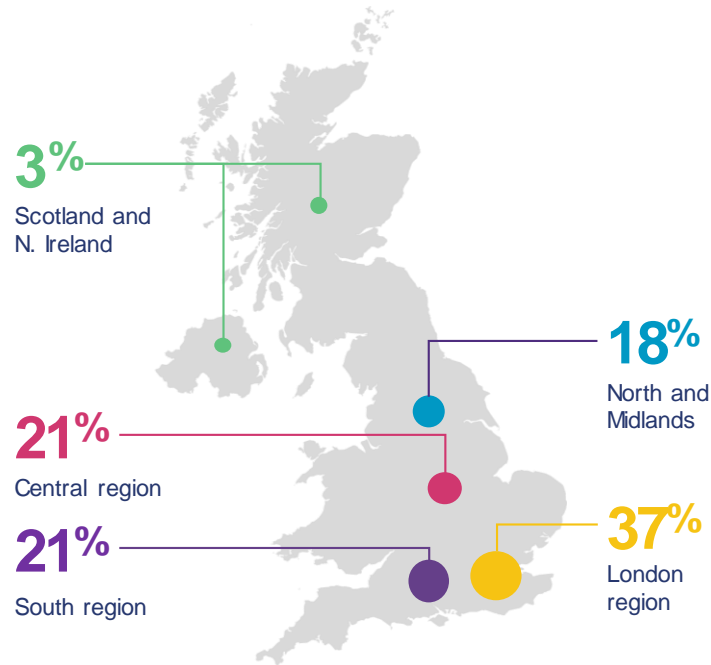 3%
Scotland and
N. Ireland
18%
North and
Midlands
21%
Central region
21%
South region
37%
London
region